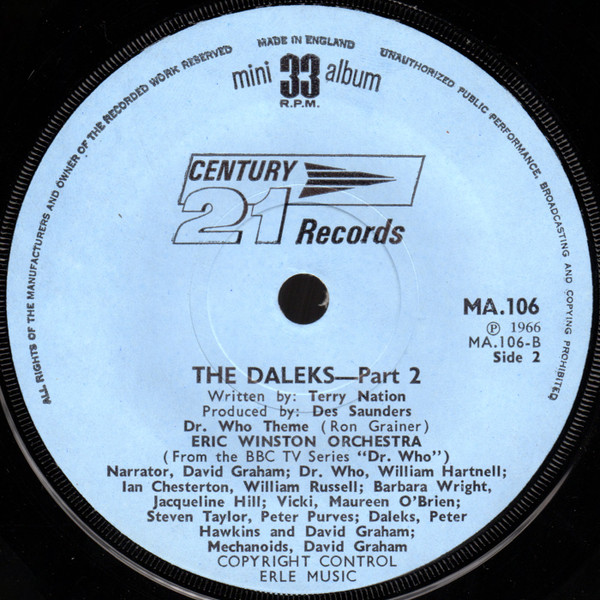 ALL RIGHTS OF THE MANUFACTURERS AND OWNER OF THE RECORDED WORK RESERVED
MADE IN ENGLAND
UNAUTHORIZED PUBLIC PERFORMANCE, BROADCASTING AND COPYING PROHIBITED
mini 33 album
R.P.M.
CENTURY
21 Records
MA.106
℗ 1966
MA.106-B
Side 2
THE DALEKS—Part 2
Written by: Terry Nation
Produced by: Des Saunders
Dr. Who Theme (Ron Grainer)
ERIC WINSTON ORCHESTRA
(From the BBC TV Series “Dr. Who”)
Narrator, David Graham; Dr. Who, William Hartnell;
Ian Chesterton, William Russell; Barbara Wright,
Jacqueline Hill; Vicki, Maureen O’Brien;
Steven Taylor, Peter Purves; Daleks, Peter
Hawkins and David Graham;
Mechanoids, David Graham
COPYRIGHT CONTROL
ERLE MUSIC